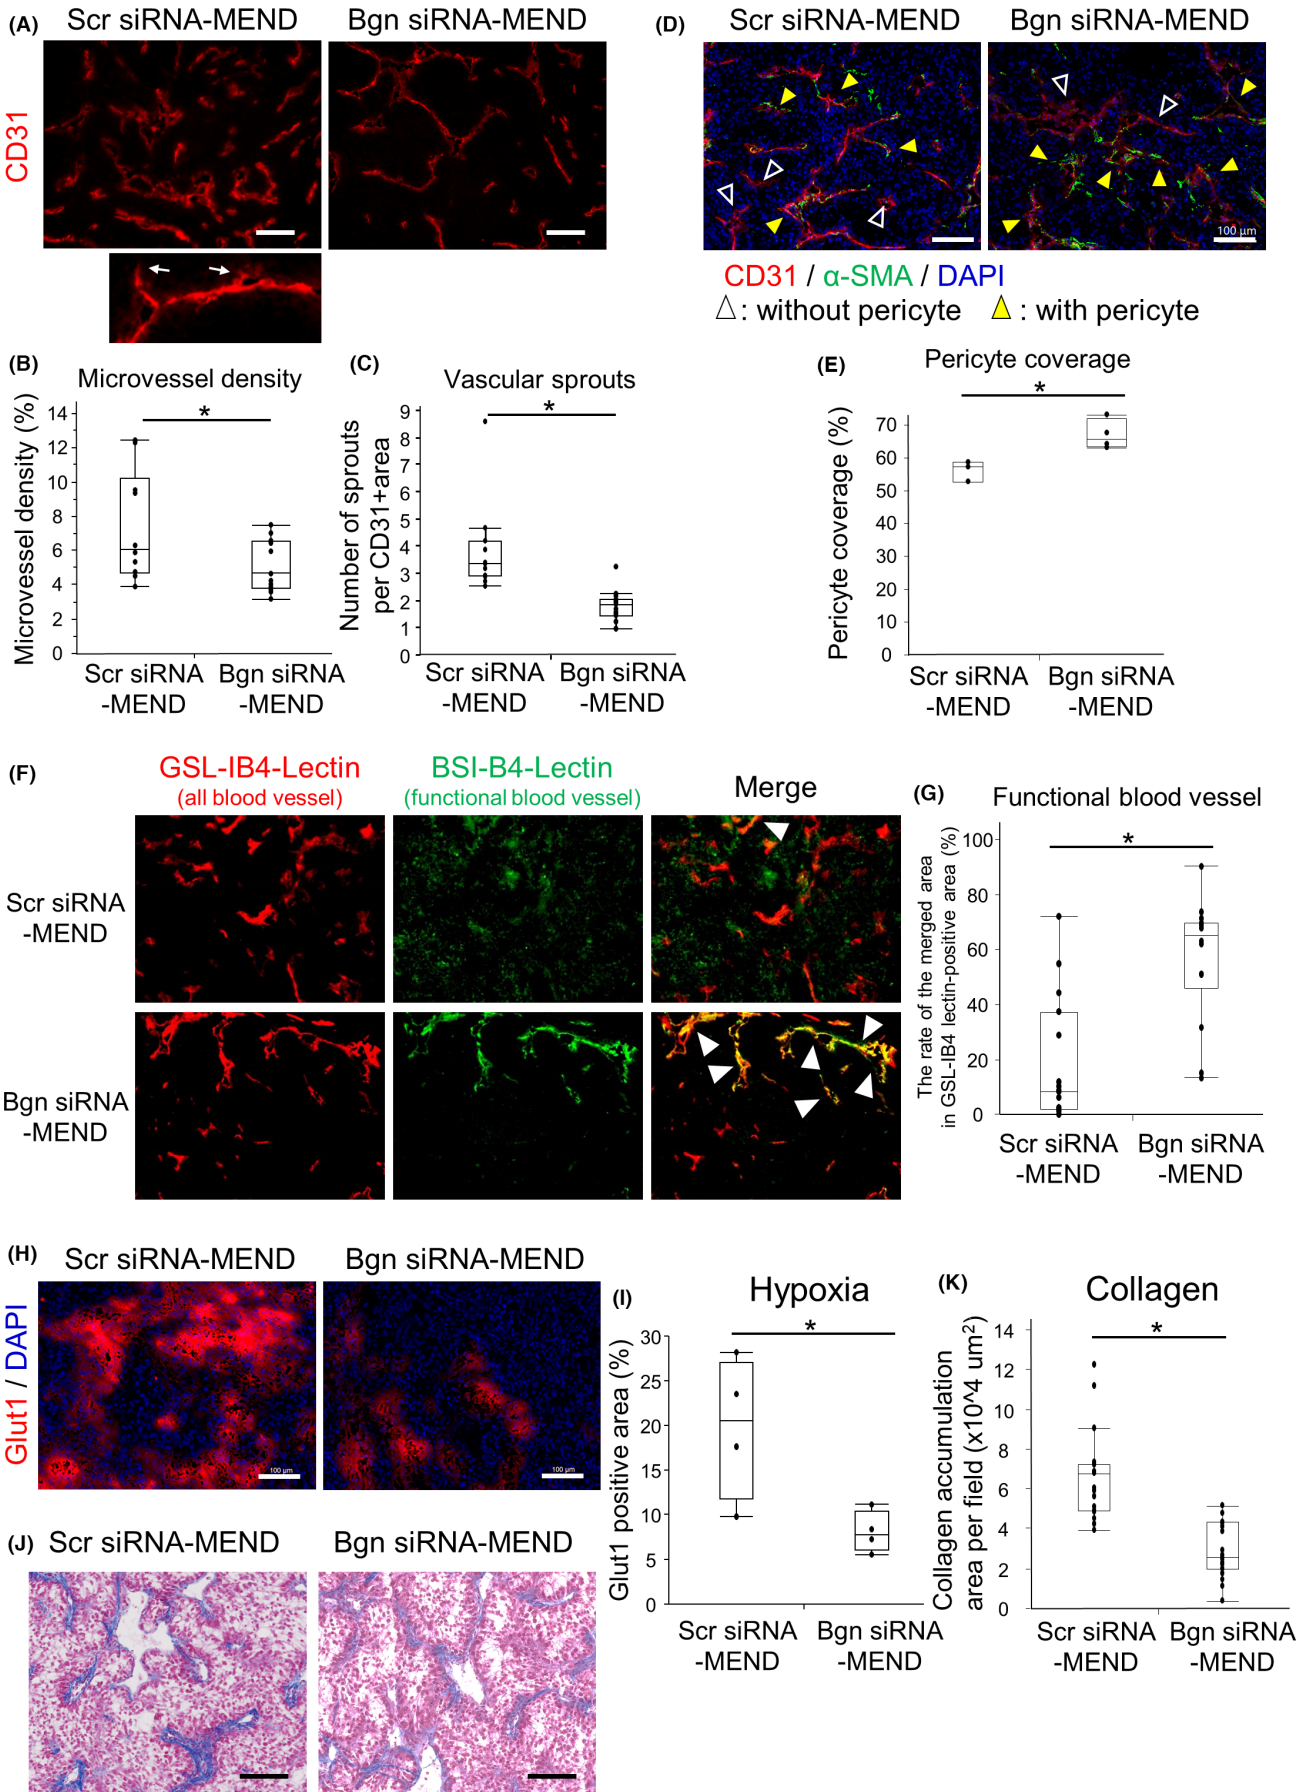 (A)
Scr siRNA-MEND
Bgn siRNA-MEND
CD31
(D)
Scr siRNA-MEND
Bgn siRNA-MEND
100 µm
CD31 / α-SMA / DAPI
: without pericyte
: with pericyte
(B)
Microvessel density
Microvessel density (%)
*
14
12
10
8
6
4
2
0
Scr siRNA
-MEND
Bgn siRNA
-MEND
(C)
Vascular sprouts
Number of sprouts
per CD31+area
*
9
8
7
6
5
4
3
2
1
0
Scr siRNA
-MEND
Bgn siRNA
-MEND
(E)
Pericyte coverage
Pericyte coverage (%)
*
70
60
50
40
30
20
10
0
Scr siRNA
-MEND
Bgn siRNA
-MEND
(F)
GSL-IB4-Lectin
(all blood vessel)
BSI-B4-Lectin
(functional blood vessel)
Merge
Scr siRNA
-MEND
Bgn siRNA
-MEND
(G)
Functional blood vessel
The rate of the merged area
in GSL-IB4 lectin-positive area (%)
*
100
80
60
40
20
0
Scr siRNA
-MEND
Bgn siRNA
-MEND
(H)
Scr siRNA-MEND
Bgn siRNA-MEND
Glut1 / DAPI
100 µm
100 µm
(I)
Hypoxia
Glut1 positive area (%)
*
30
25
20
15
10
5
0
Scr siRNA
-MEND
Bgn siRNA
-MEND
(J)
Scr siRNA-MEND
Bgn siRNA-MEND
(K)
Collagen
Collagen accumulation
area per field (x10^4 um²)
*
14
12
10
8
6
4
2
0
Scr siRNA
-MEND
Bgn siRNA
-MEND